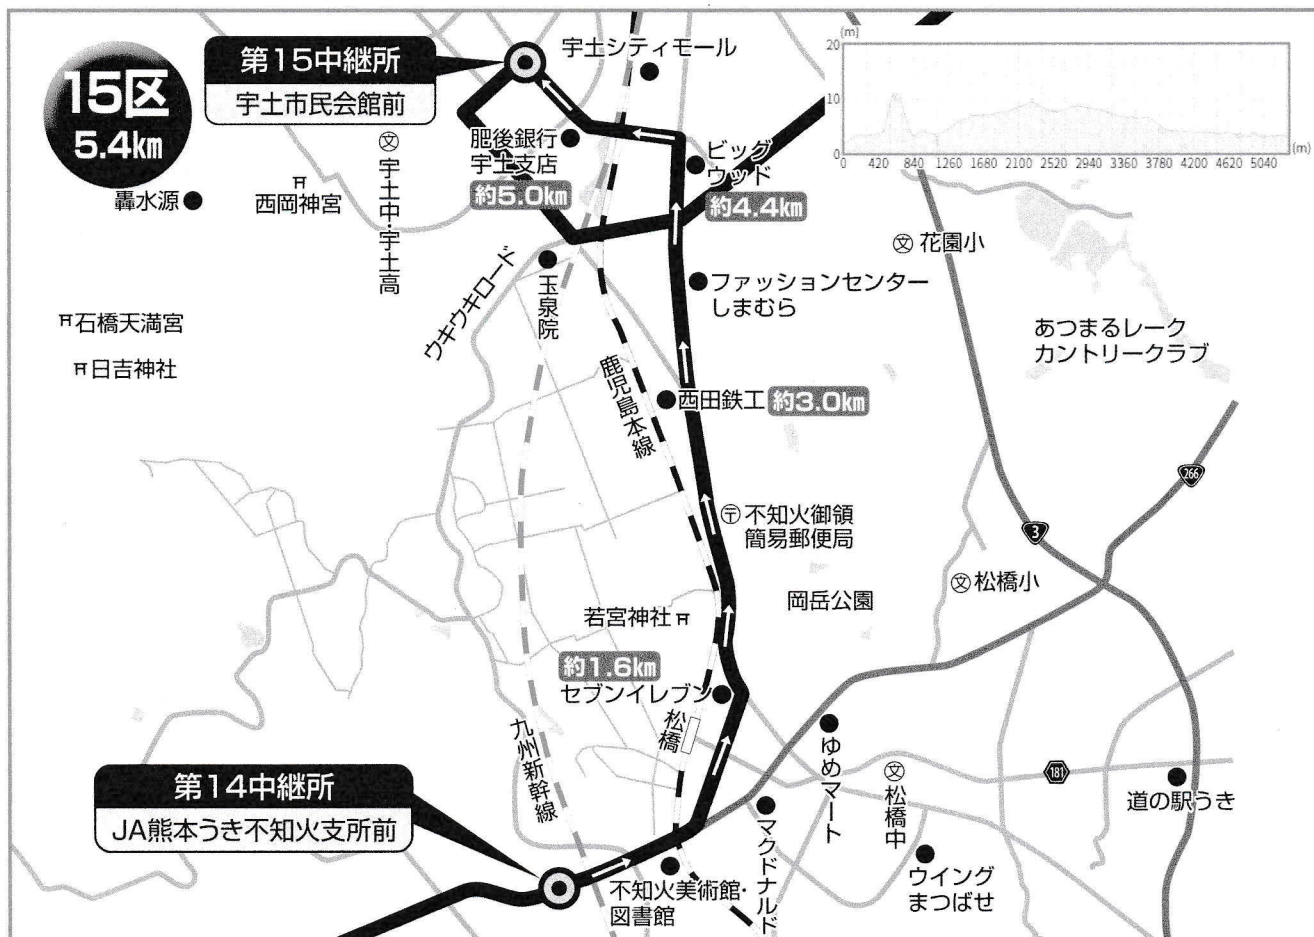 15区
5.4km
第15中継所
宇土市民会館前
宇土シティモール
(m)
20
10
0
0 420 840 1260 1680 2100 2520 2940 3360 3780 4200 4620 5040
(m)
轟水源
西岡神宮
宇土中・宇土高
文
肥後銀行
宇土支店
約5.0km
ビッグ
ウッド
約4.4km
文 花園小
石橋天満宮
日吉神社
ウキウキロード
玉泉院
ファッションセンター
しまむら
あつまるレーク
カントリークラブ
鹿児島本線
西田鉄工
約3.0km
266
3
〒 不知火御領
簡易郵便局
文 松橋小
岡岳公園
若宮神社
約1.6km
セブンイレブン
松橋
九州新幹線
ゆめマート
文 松橋中
181
道の駅うき
第14中継所
JA熊本うき不知火支所前
マクドナルド
不知火美術館・
図書館
ウイング
まつばせ